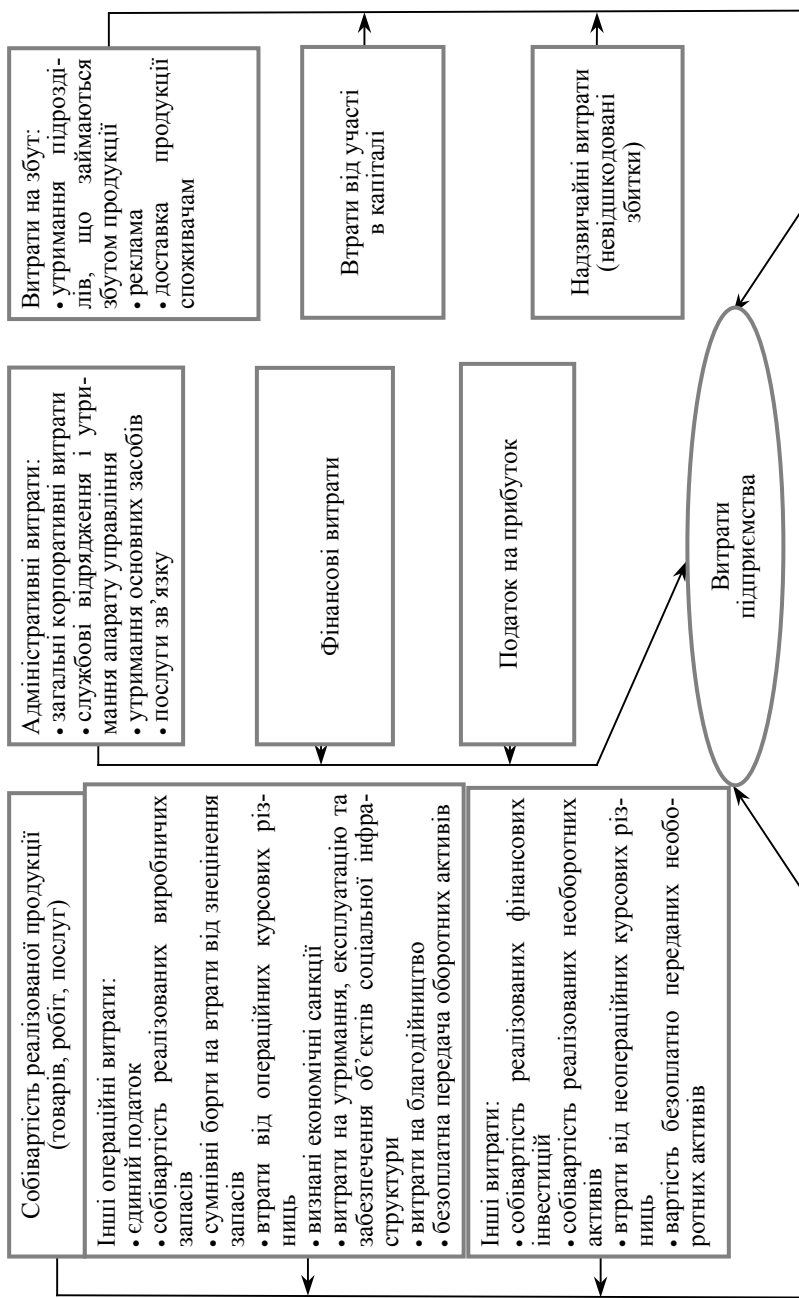 Собівартість реалізованої продукції
(товарів, робіт, послуг)
Інші операційні витрати:
• єдиний податок
• собівартість реалізованих виробничих
запасів
• сумнівні борги на втрати від знецінення
запасів
• втрати від операційних курсових різ-
ниць
• визнані економічні санкції
• витрати на утримання, експлуатацію та
забезпечення об’єктів соціальної інфра-
структури
• витрати на благодійництво
• безоплатна передача оборотних активів
Інші витрати:
• собівартість реалізованих фінансових
інвестицій
• собівартість реалізованих необоротних
активів
• втрати від неопераційних курсових різ-
ниць
• вартість безоплатно переданих необо-
ротних активів
Адміністративні витрати:
• загальні корпоративні витрати
• службові відрядження і утри-
мання апарату управління
• утримання основних засобів
• послуги зв’язку
Фінансові витрати
Податок на прибуток
Витрати
підприємства
Витрати на збут:
• утримання підрозді-
лів, що займаються
збутом продукції
• реклама
• доставка продукції
споживачам
Втрати від участі
в капіталі
Надзвичайні витрати
(невідшкодовані
збитки)